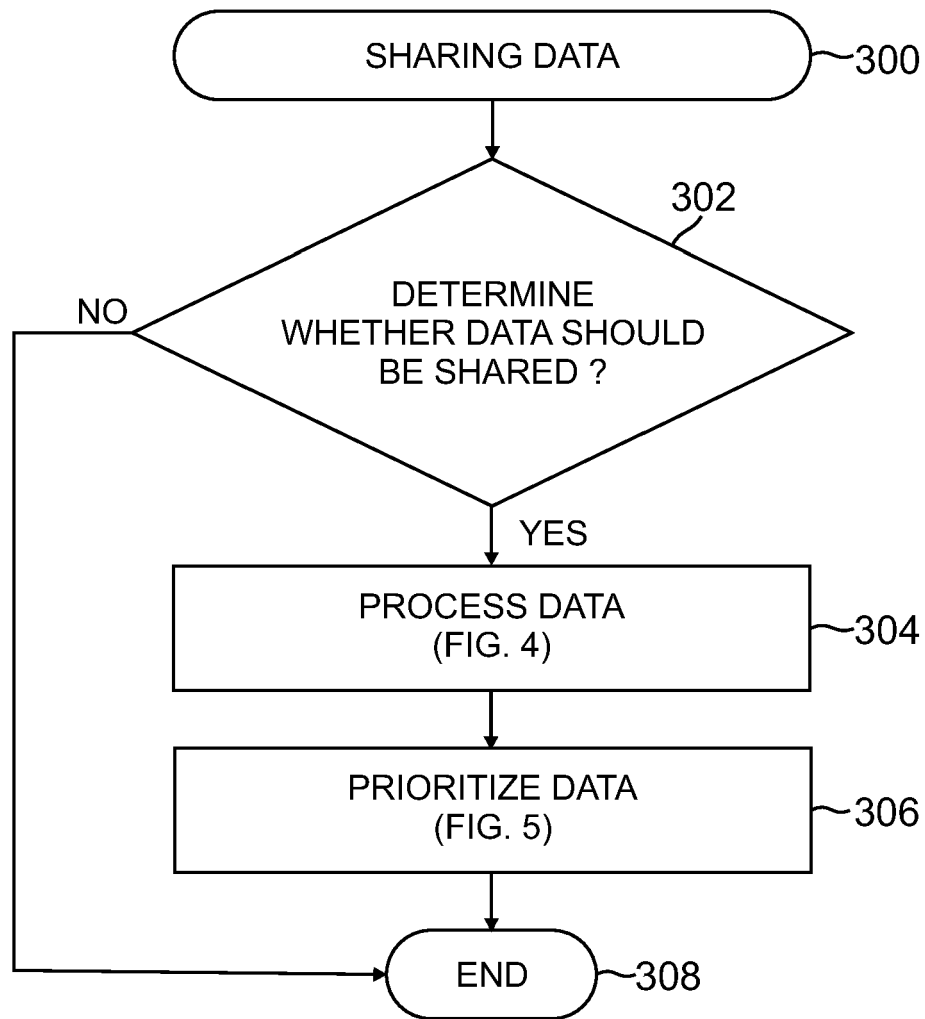 SHARING DATA
300
302
DETERMINE
WHETHER DATA SHOULD
BE SHARED ?
NO
YES
PROCESS DATA
(FIG. 4)
304
PRIORITIZE DATA
(FIG. 5)
306
END
308